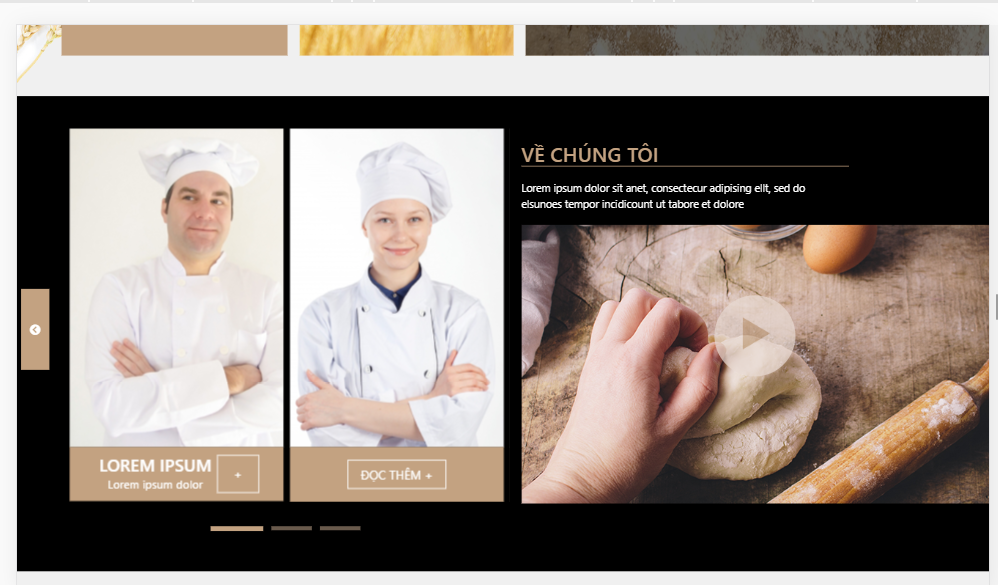 VỀ CHÚNG TÔI
Lorem ipsum dolor sit anet, consectecur adipising elIt, sed do
elsunoes tempor incidicount ut tabore et dolore
LOREM IPSUM
Lorem ipsum dolor
+
ĐỌC THÊM +